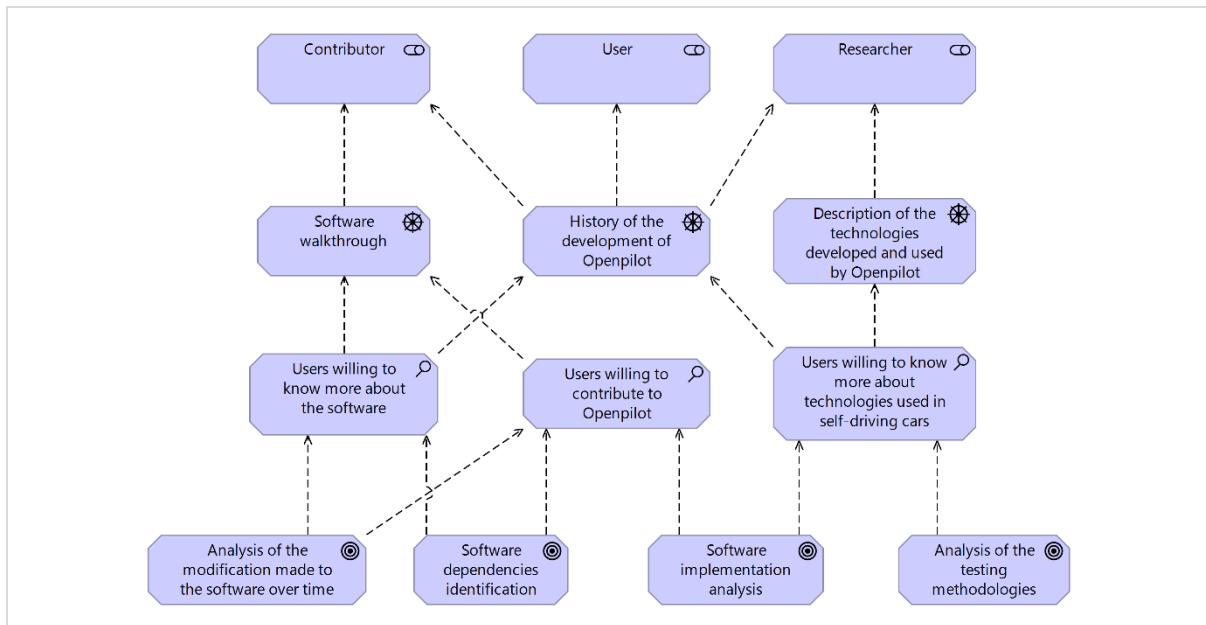 Contributor
User
Researcher
Software
walkthrough
History of the
development of
Openpilot
Description of the
technologies
developed and used
by Openpilot
Users willing to
know more about
the software
Users willing to
contribute to
Openpilot
Users willing to know
more about
technologies used in
self-driving cars
Analysis of the
modification made to
the software over time
Software
dependencies
identification
Software
implementation
analysis
Analysis of the
testing
methodologies